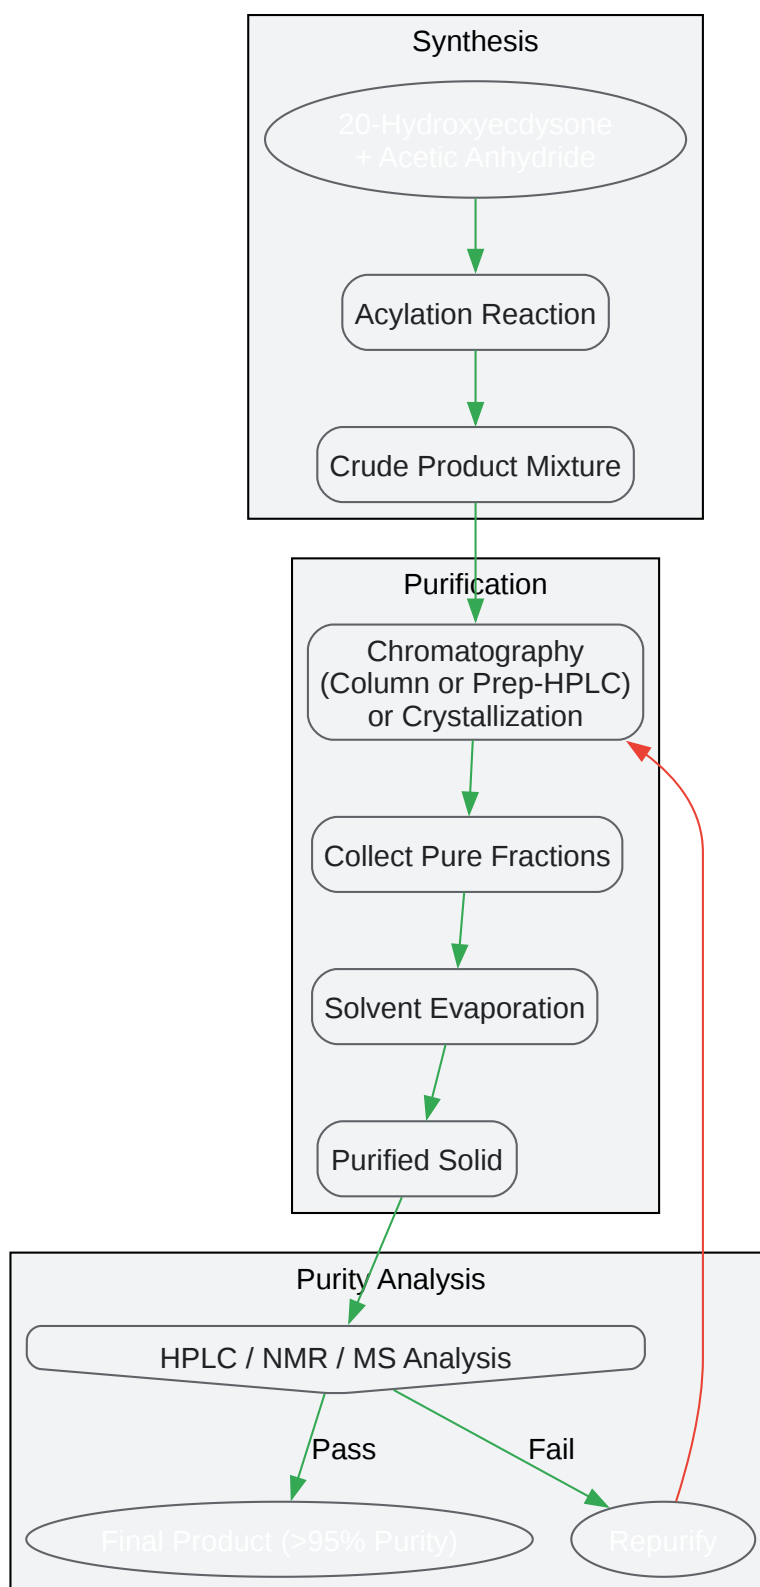 Synthesis
20-Hydroxyecdysone
+ Acetic Anhydride
Acylation Reaction
Crude Product Mixture
Purification
Chromatography
(Column or Prep-HPLC)
or Crystallization
Collect Pure Fractions
Solvent Evaporation
Purified Solid
Purity Analysis
HPLC / NMR / MS Analysis
Pass
Fail
Final Product (>95% Purity)
Repurify